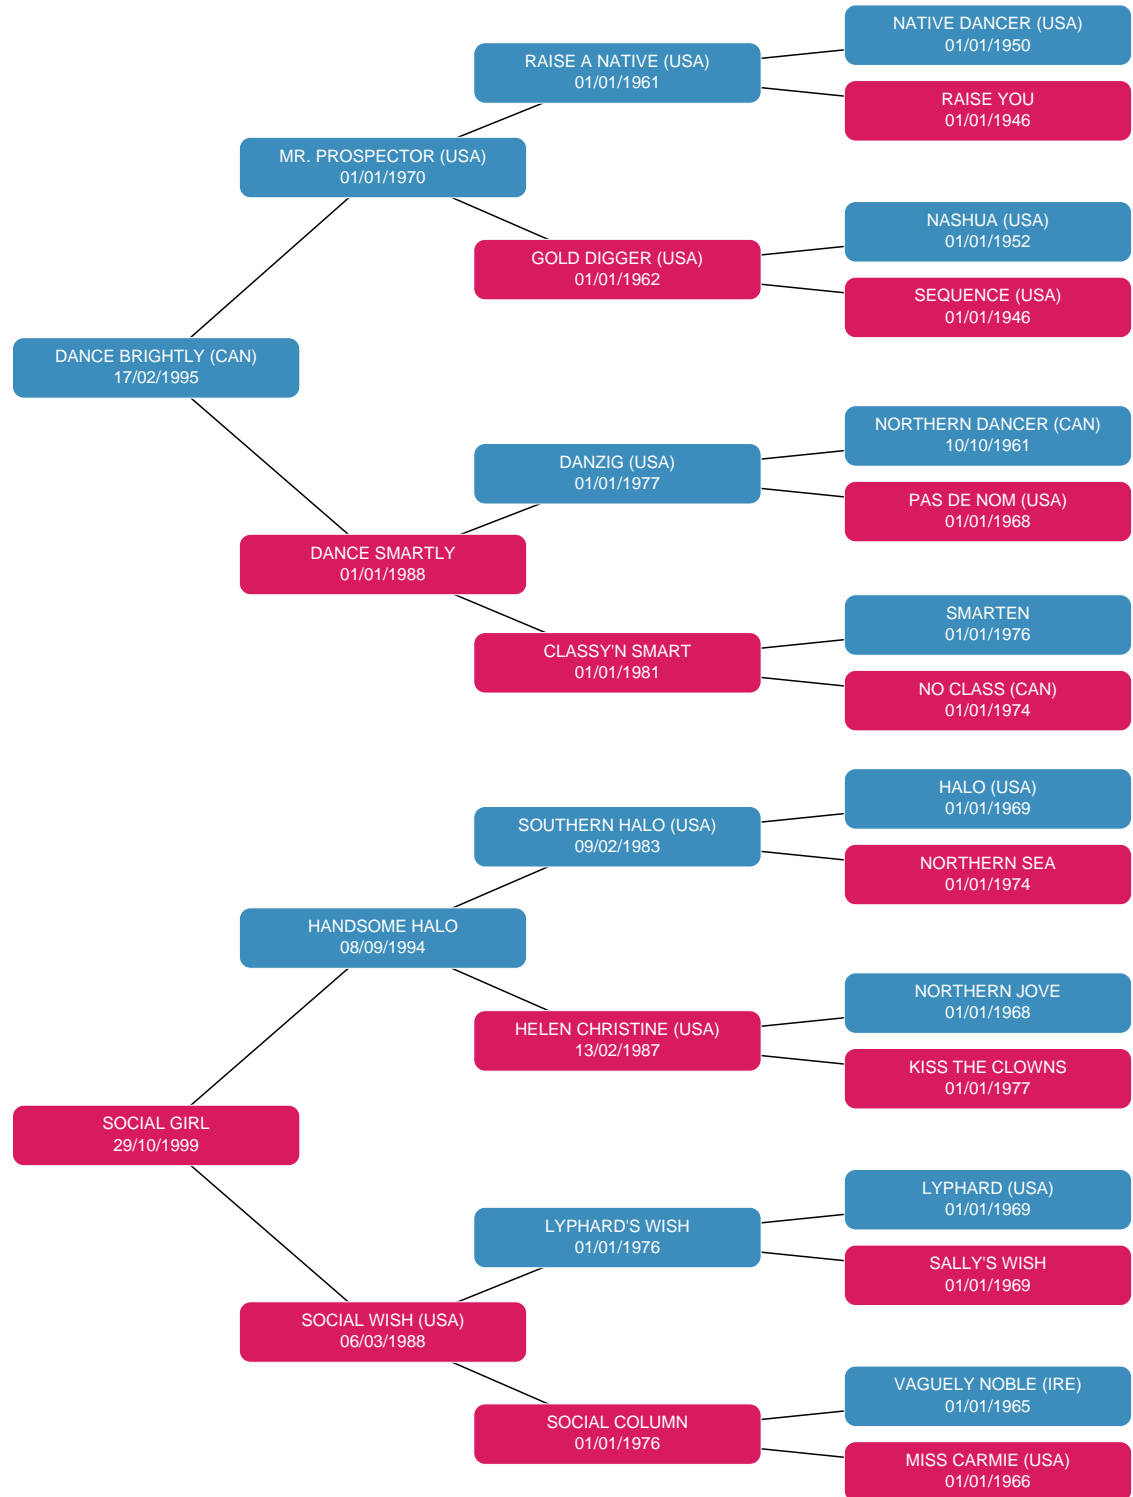 NATIVE DANCER (USA)
01/01/1950
RAISE A NATIVE (USA)
01/01/1961
RAISE YOU
01/01/1946
MR. PROSPECTOR (USA)
01/01/1970
NASHUA (USA)
01/01/1952
GOLD DIGGER (USA)
01/01/1962
SEQUENCE (USA)
01/01/1946
DANCE BRIGHTLY (CAN)
17/02/1995
NORTHERN DANCER (CAN)
10/10/1961
DANZIG (USA)
01/01/1977
PAS DE NOM (USA)
01/01/1968
DANCE SMARTLY
01/01/1988
SMARTEN
01/01/1976
CLASSY'N SMART
01/01/1981
NO CLASS (CAN)
01/01/1974
HALO (USA)
01/01/1969
SOUTHERN HALO (USA)
09/02/1983
NORTHERN SEA
01/01/1974
HANDSOME HALO
08/09/1994
NORTHERN JOVE
01/01/1968
HELEN CHRISTINE (USA)
13/02/1987
KISS THE CLOWNS
01/01/1977
SOCIAL GIRL
29/10/1999
LYPHARD (USA)
01/01/1969
LYPHARD'S WISH
01/01/1976
SALLY'S WISH
01/01/1969
SOCIAL WISH (USA)
06/03/1988
VAGUELY NOBLE (IRE)
01/01/1965
SOCIAL COLUMN
01/01/1976
MISS CARMIE (USA)
01/01/1966